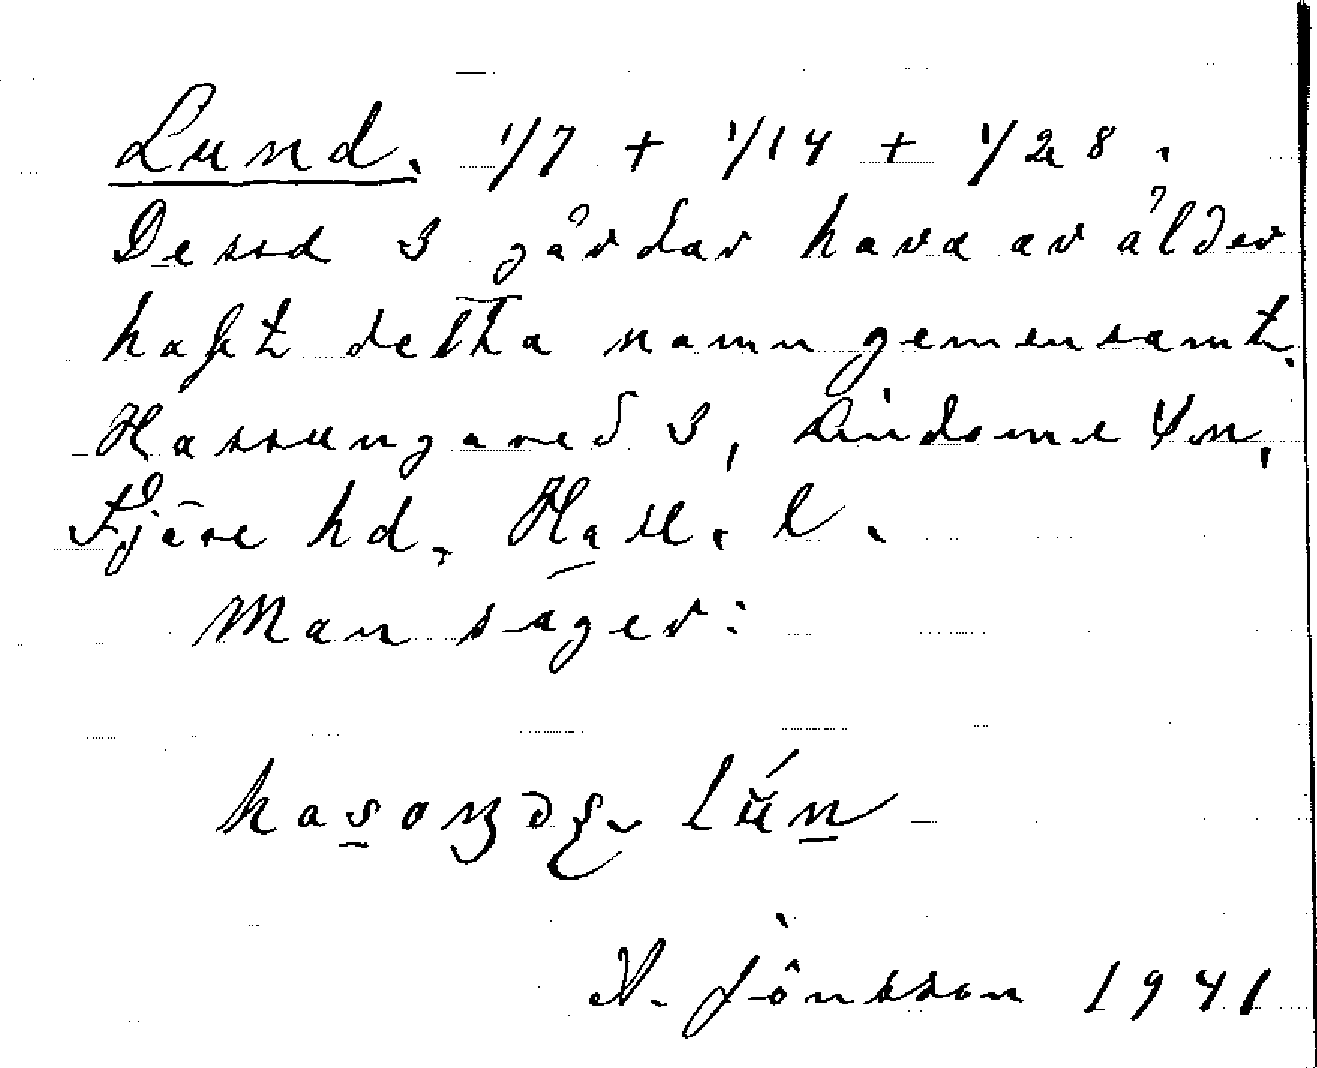 Lund. 1/7 + 1/14 + 1/28.
Dessa 3 gårdar hava av ålder
haft detta namn gemensamt.
Hassungared 3, Lindome sn,
Fjäre hd, Hall. l.
Man säger:
lún
A. Jönsson 1941